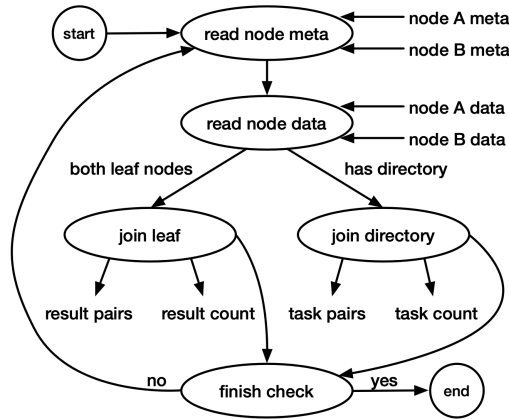 start
read node meta
node A meta
node B meta
read node data
node A data
node B data
both leaf nodes
has directory
join leaf
join directory
result pairs
result count
task pairs
task count
no
finish check
yes
end